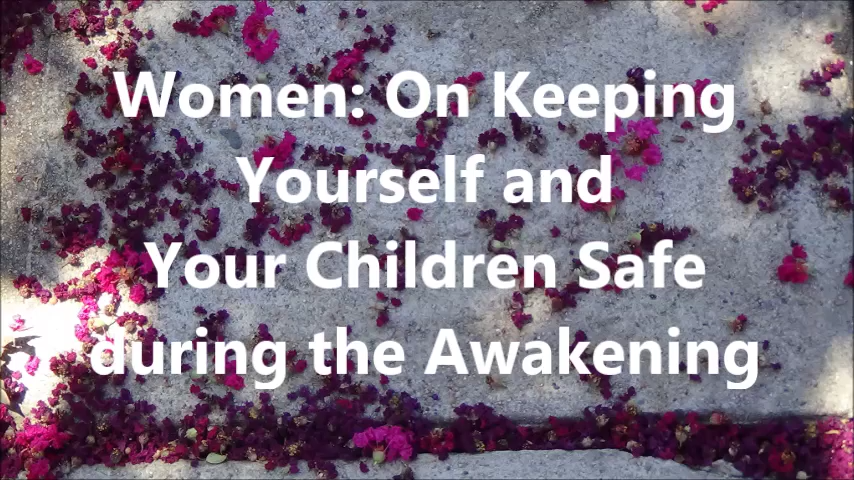 Women: On Keeping
Yourself and
Your Children Safe
during the Awakening